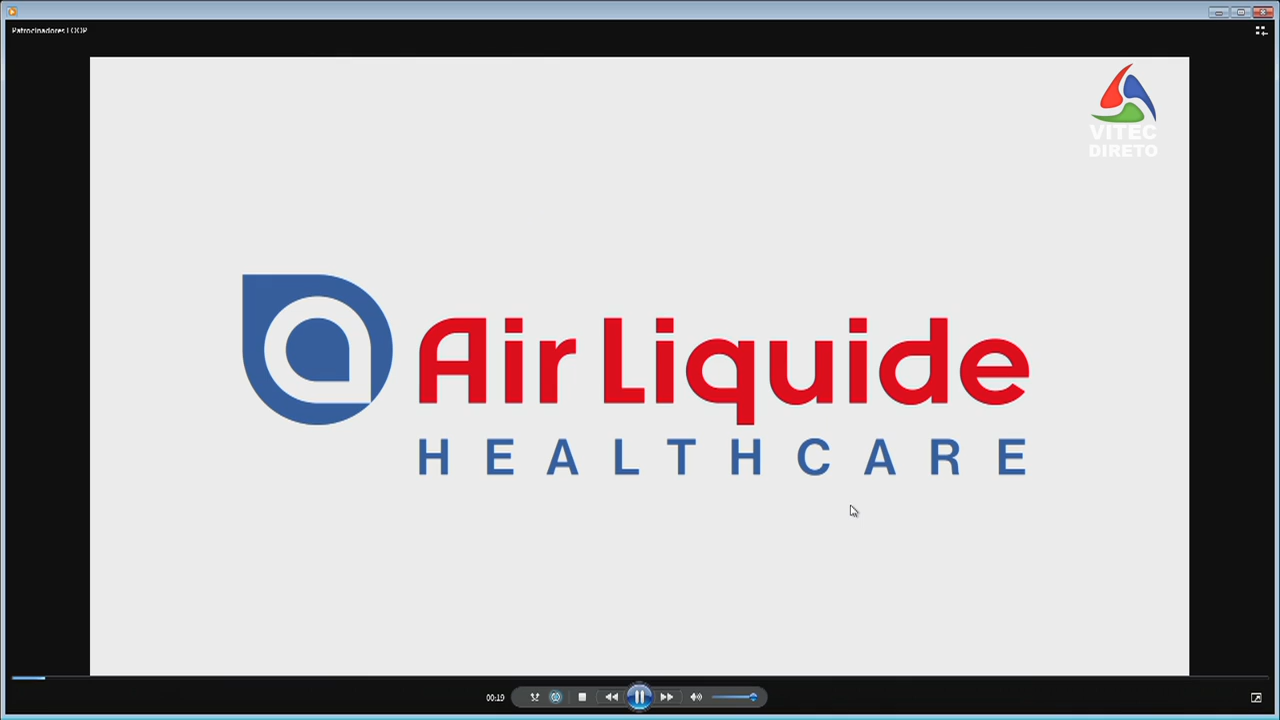 Patrocinadores LOOP
VITEC
DIRETO
Air Liquide
HEALTHCARE
00:19